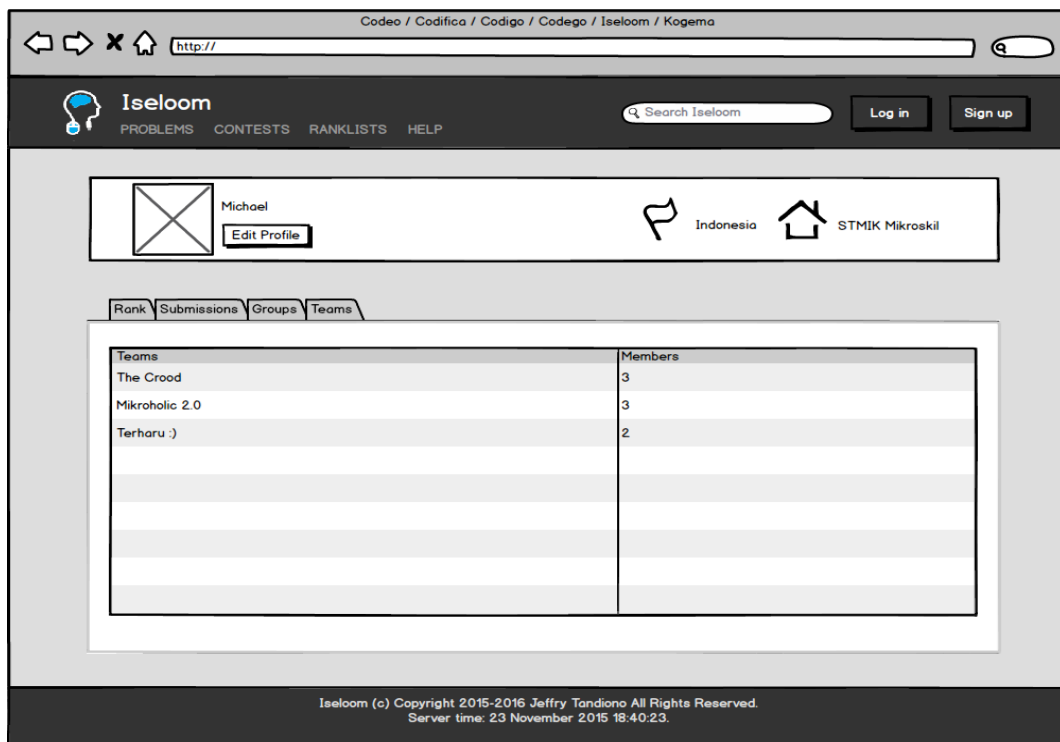 Codeo / Codifica / Codigo / Codego / Iseloom / Kogema
http://
Iseloom
PROBLEMS CONTESTS RANKLISTS HELP
Search Iseloom
Log in
Sign up
Michael
Edit Profile
Indonesia
STMIK Mikroskil
Rank Submissions Groups Teams
Teams Members
The Crood 3
Mikroholic 2.0 3
Terharu :) 2
Iseloom (c) Copyright 2015-2016 Jeffry Tandiono All Rights Reserved.
Server time: 23 November 2015 18:40:23.